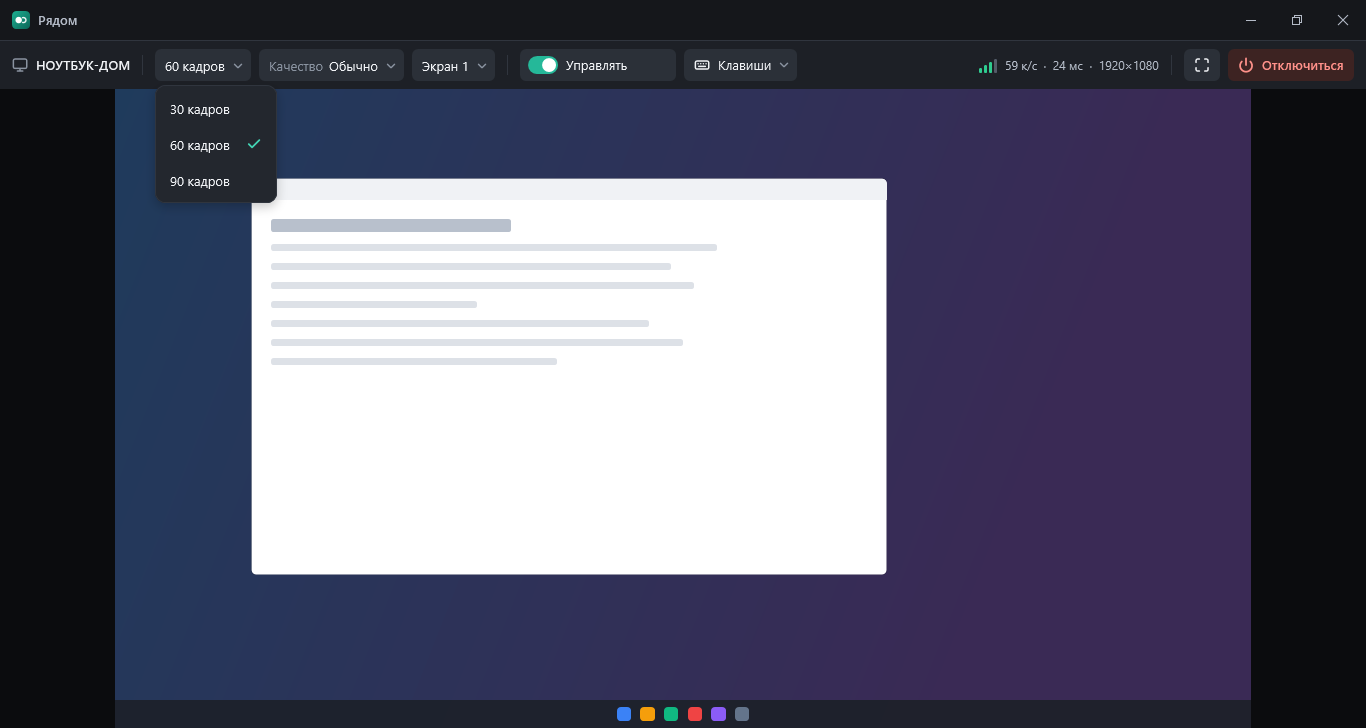 Рядом
НОУТБУК-ДОМ
60 кадров
Качество Обычно
Экран 1
Управлять
Клавиши
59 к/с · 24 мс · 1920×1080
Отключиться
30 кадров
60 кадров
90 кадров